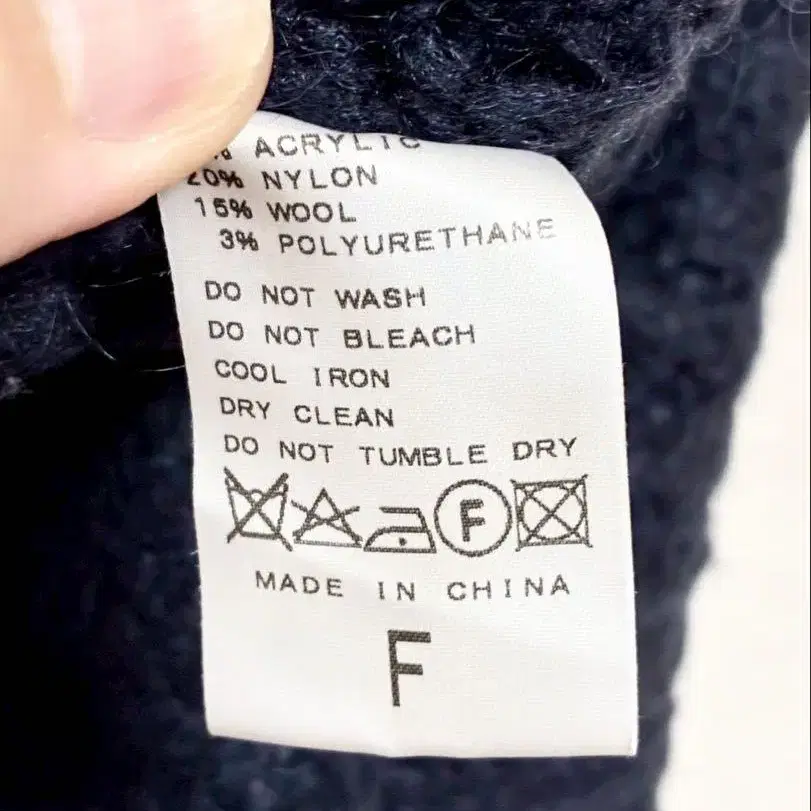 % ACRYLIC
20% NYLON
15% WOOL
3% POLYURETHANE
DO NOT WASH
DO NOT BLEACH
COOL IRON
DRY CLEAN
DO NOT TUMBLE DRY
F
MADE IN CHINA
F